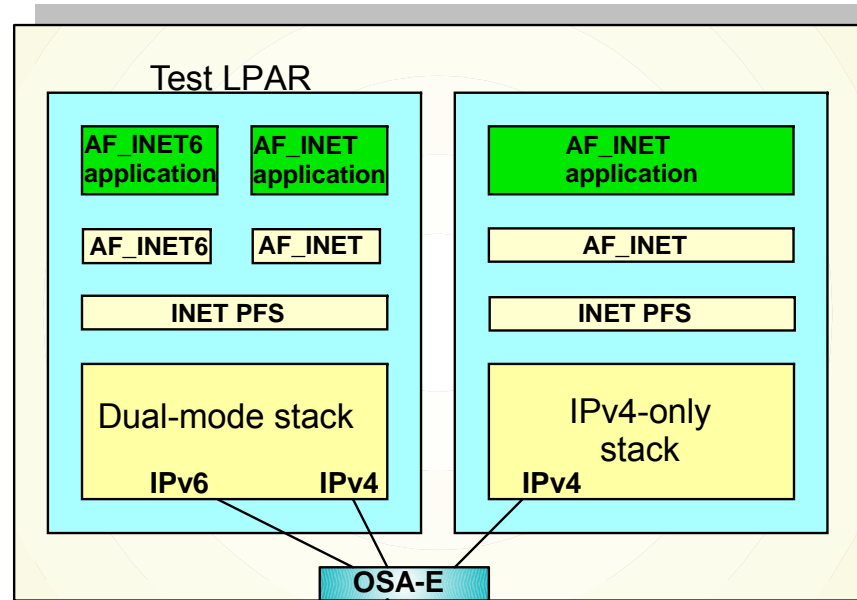 Test LPAR
AF_INET6
application
AF_INET
application
AF_INET6
AF_INET
INET PFS
Dual-mode stack
IPv6
IPv4
AF_INET
application
AF_INET
INET PFS
IPv4-only
stack
IPv4
OSA-E